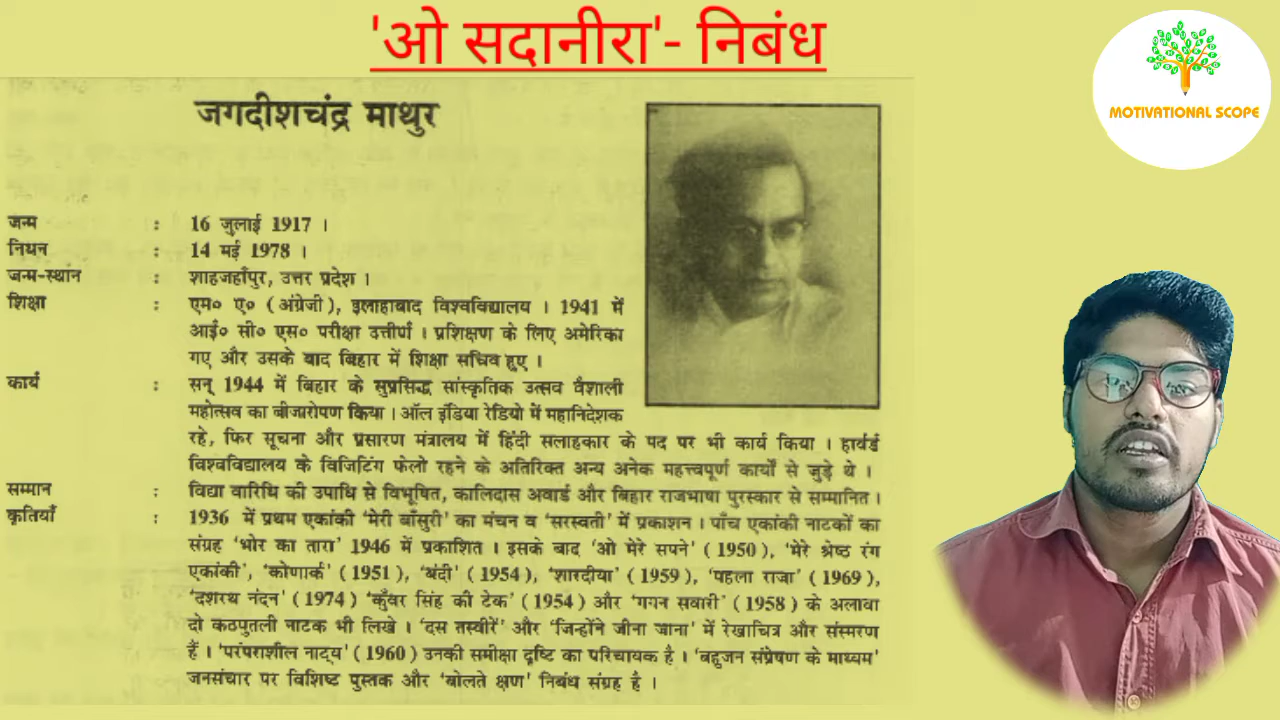 'ओ सदानीरा'- निबंध
MOTIVATIONAL SCOPE
जगदीशचंद्र माथुर
जन्म : 16 जुलाई 1917 ।
निधन : 14 मई 1978 ।
जन्म-स्थान : शाहजहाँपुर, उत्तर प्रदेश ।
शिक्षा : एम० ए० (अंग्रेजी), इलाहाबाद विश्वविद्यालय । 1941 में
आई० सी० एस० परीक्षा उत्तीर्ण । प्रशिक्षण के लिए अमेरिका
गए और उसके बाद बिहार में शिक्षा सचिव हुए ।
कार्य : सन् 1944 में बिहार के सुप्रसिद्ध सांस्कृतिक उत्सव वैशाली
महोत्सव का बीजारोपण किया । ऑल इंडिया रेडियो में महानिदेशक
रहे, फिर सूचना और प्रसारण मंत्रालय में हिंदी सलाहकार के पद पर भी कार्य किया । हार्वर्ड
विश्वविद्यालय के विजिटिंग फेलो रहने के अतिरिक्त अन्य अनेक महत्त्वपूर्ण कार्यों से जुड़े थे ।
सम्मान : विद्या वारिधि की उपाधि से विभूषित, कालिदास अवार्ड और बिहार राजभाषा पुरस्कार से सम्मानित ।
कृतियाँ : 1936 में प्रथम एकांकी 'मेरी बाँसुरी' का मंचन व 'सरस्वती' में प्रकाशन । पाँच एकांकी नाटकों का
संग्रह 'भोर का तारा' 1946 में प्रकाशित । इसके बाद 'ओ मेरे सपने' (1950), 'मेरे श्रेष्ठ रंग
एकांकी', 'कोणार्क' (1951), 'बंदी' (1954), 'शारदीया' (1959), 'पहला राजा' (1969),
'दशरथ नंदन' (1974) 'कुँवर सिंह की टेक' (1954) और 'गगन सवारी' (1958) के अलावा
दो कठपुतली नाटक भी लिखे । 'दस तस्वीरें' और 'जिन्होंने जीना जाना' में रेखाचित्र और संस्मरण
हैं । 'परंपराशील नाट्य' (1960) उनकी समीक्षा दृष्टि का परिचायक है । 'बहुजन संप्रेषण के माध्यम'
जनसंचार पर विशिष्ट पुस्तक और 'बोलते क्षण' निबंध संग्रह है ।